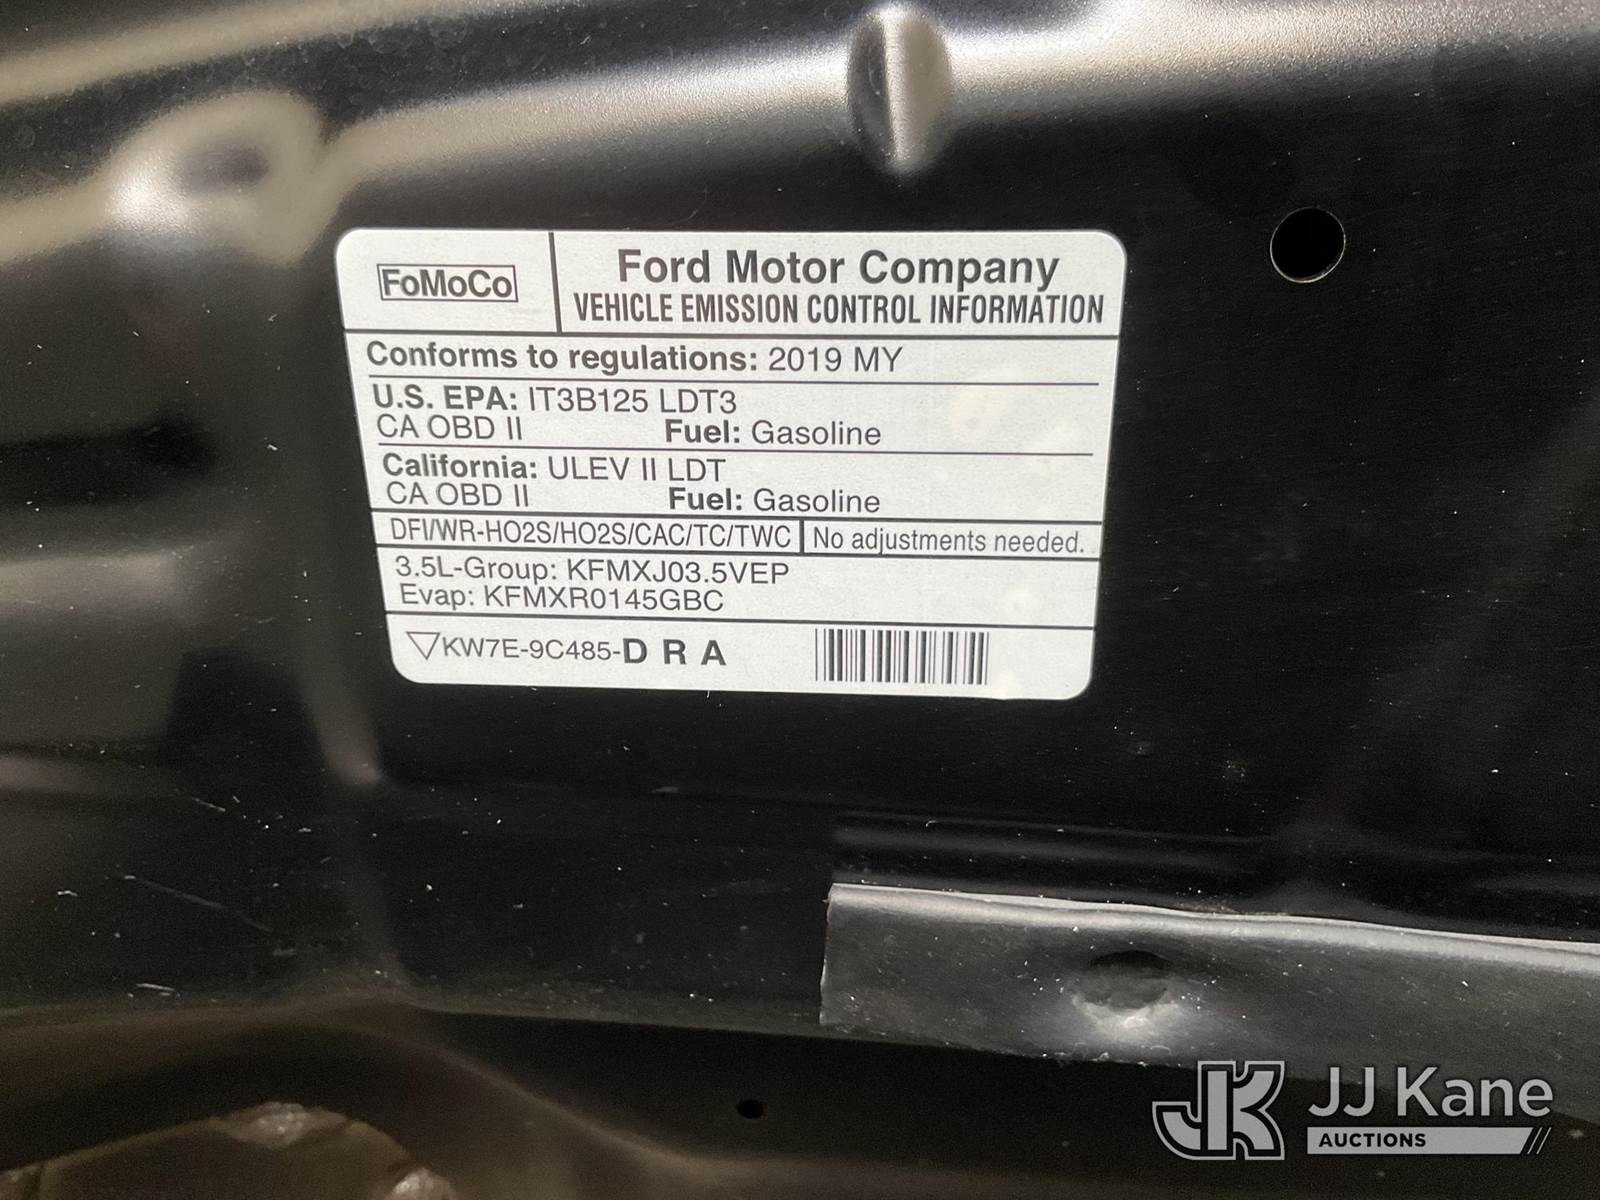 FoMoCo
Ford Motor Company
VEHICLE EMISSION CONTROL INFORMATION
Conforms to regulations: 2019 MY
U.S. EPA: IT3B125 LDT3
CA OBD II Fuel: Gasoline
California: ULEV II LDT
CA OBD II Fuel: Gasoline
DFI/WR-HO2S/HO2S/CAC/TC/TWC No adjustments needed.
3.5L-Group: KFMXJ03.5VEP
Evap: KFMXR0145GBC
KW7E-9C485-D R A
JK JJ Kane
AUCTIONS